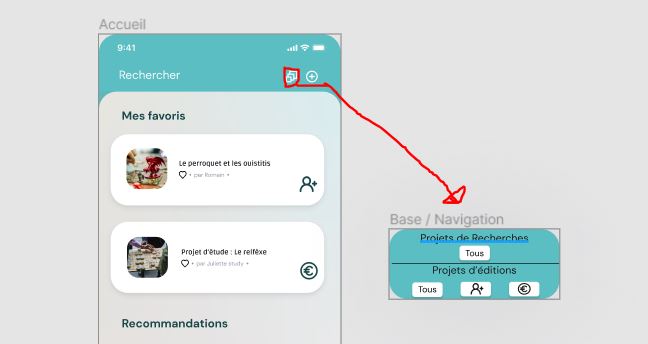 Accueil
9:41
Rechercher
Mes favoris
Le perroquet et les ouistitis
• par Romain •
Projet d'étude : Le relfèxe
• par Juliette study •
Recommandations
Base / Navigation
Projets de Recherches
Tous
Projets d'éditions
Tous